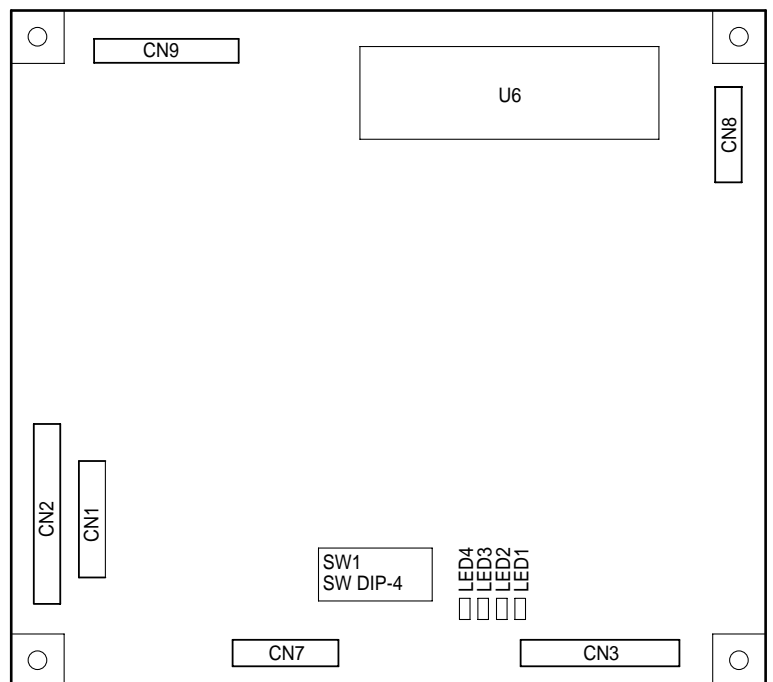 CN9
U6
CN8
CN2
CN1
SW1
SW DIP-4
LED4
LED3
LED2
LED1
CN7
CN3